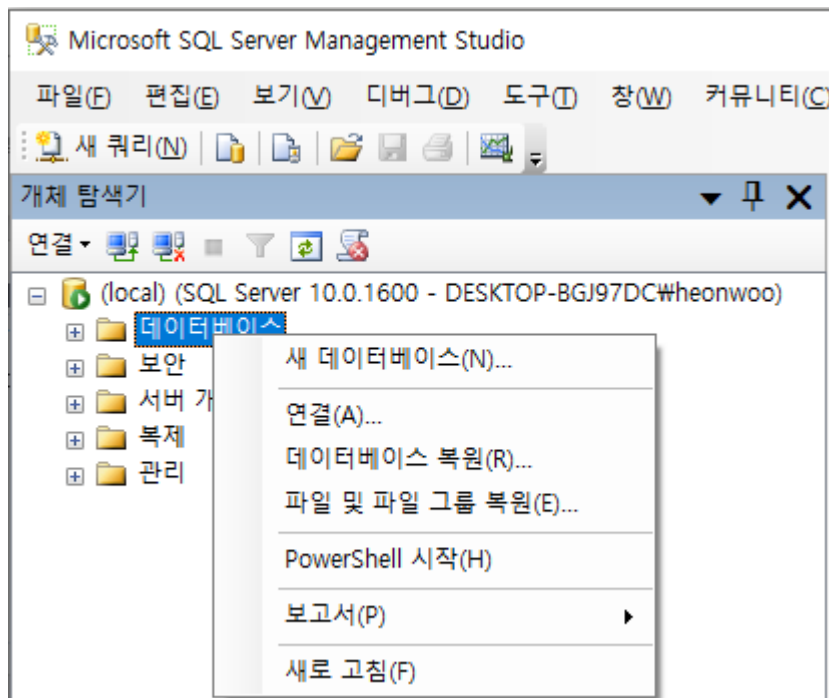 Microsoft SQL Server Management Studio
파일(F) 편집(E) 보기(V) 디버그(D) 도구(T) 창(W) 커뮤니티(C)
새 쿼리(N)
개체 탐색기
연결
(local) (SQL Server 10.0.1600 - DESKTOP-BGJ97DC₩heonwoo)
데이터베이스
새 데이터베이스(N)...
보안
연결(A)...
서버 개
데이터베이스 복원(R)...
복제
파일 및 파일 그룹 복원(E)...
관리
PowerShell 시작(H)
보고서(P)
새로 고침(F)